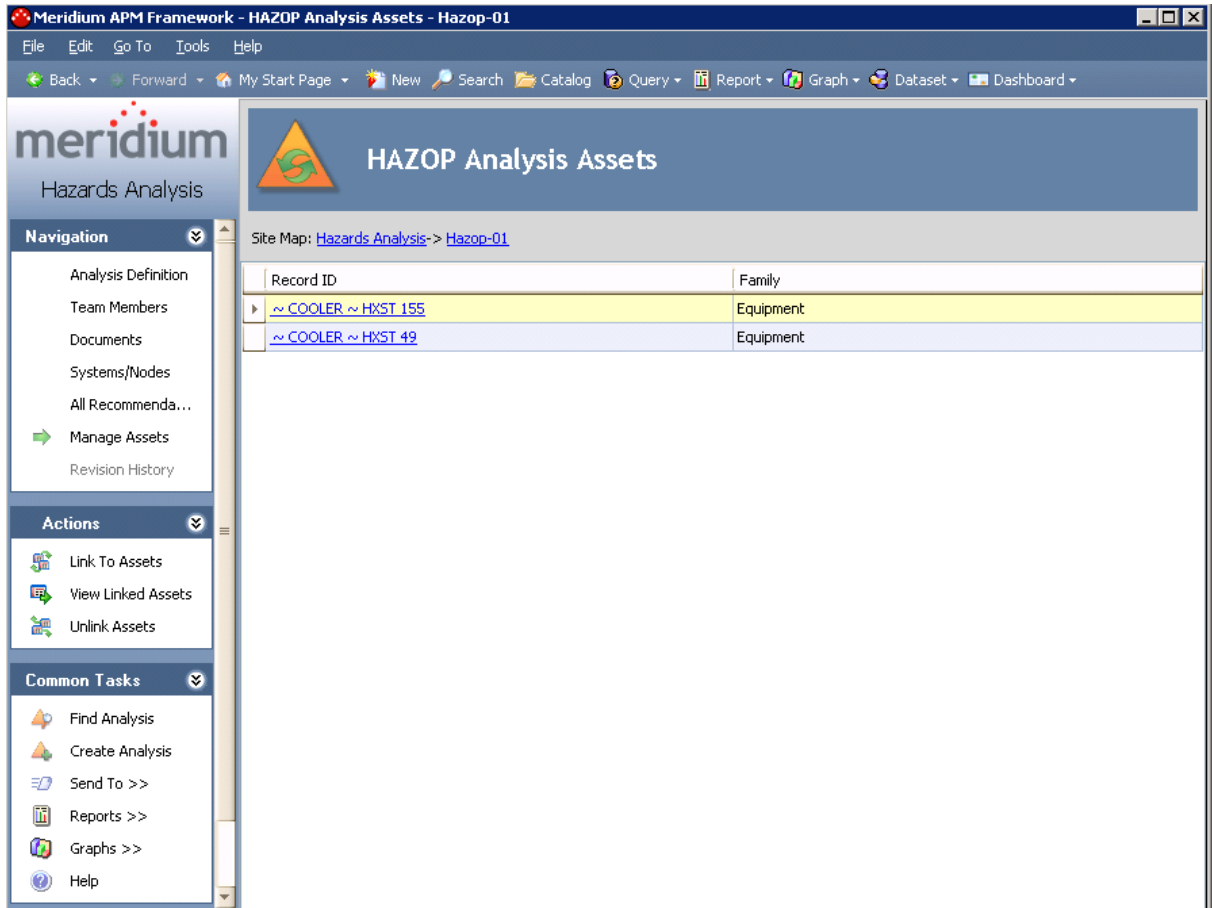 Meridium APM Framework - HAZOP Analysis Assets - Hazop-01
File Edit Go To Tools Help
Back Forward My Start Page New Search Catalog Query Report Graph Dataset Dashboard
meridium
Hazards Analysis
HAZOP Analysis Assets
Navigation
Analysis Definition
Team Members
Documents
Systems/Nodes
All Recommenda...
Manage Assets
Revision History
Actions
Link To Assets
View Linked Assets
Unlink Assets
Common Tasks
Find Analysis
Create Analysis
Send To >>
Reports >>
Graphs >>
Help
Site Map: Hazards Analysis-> Hazop-01
Record ID Family
~ COOLER ~ HXST 155 Equipment
~ COOLER ~ HXST 49 Equipment